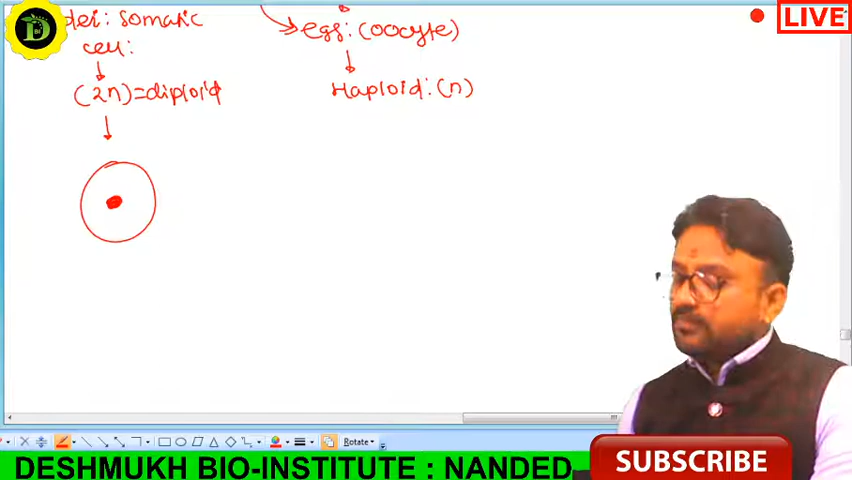 Somatic
cell:
(2n)=diploid
egg: (oocyte)
Haploid: (n)
LIVE
Rotate
DESHMUKH BIO-INSTITUTE : NANDED
SUBSCRIBE